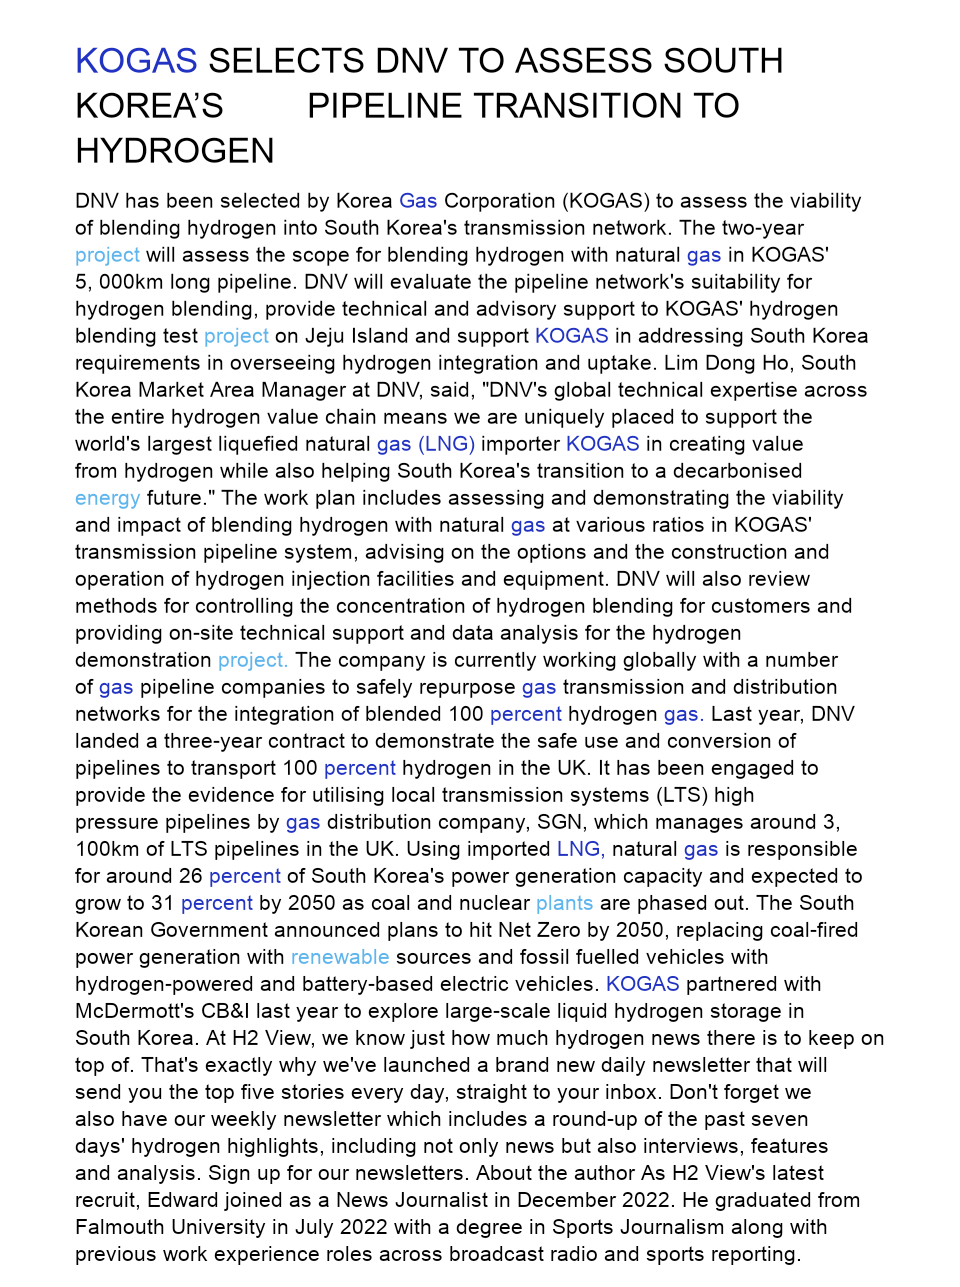 KOGAS SELECTS DNV TO ASSESS SOUTH
KOREA’S PIPELINE TRANSITION TO
HYDROGEN
DNV has been selected by Korea Gas Corporation (KOGAS) to assess the viability
of blending hydrogen into South Korea's transmission network. The two-year
project will assess the scope for blending hydrogen with natural gas in KOGAS'
5, 000km long pipeline. DNV will evaluate the pipeline network's suitability for
hydrogen blending, provide technical and advisory support to KOGAS' hydrogen
blending test project on Jeju Island and support KOGAS in addressing South Korea
requirements in overseeing hydrogen integration and uptake. Lim Dong Ho, South
Korea Market Area Manager at DNV, said, "DNV's global technical expertise across
the entire hydrogen value chain means we are uniquely placed to support the
world's largest liquefied natural gas (LNG) importer KOGAS in creating value
from hydrogen while also helping South Korea's transition to a decarbonised
energy future." The work plan includes assessing and demonstrating the viability
and impact of blending hydrogen with natural gas at various ratios in KOGAS'
transmission pipeline system, advising on the options and the construction and
operation of hydrogen injection facilities and equipment. DNV will also review
methods for controlling the concentration of hydrogen blending for customers and
providing on-site technical support and data analysis for the hydrogen
demonstration project. The company is currently working globally with a number
of gas pipeline companies to safely repurpose gas transmission and distribution
networks for the integration of blended 100 percent hydrogen gas. Last year, DNV
landed a three-year contract to demonstrate the safe use and conversion of
pipelines to transport 100 percent hydrogen in the UK. It has been engaged to
provide the evidence for utilising local transmission systems (LTS) high
pressure pipelines by gas distribution company, SGN, which manages around 3,
100km of LTS pipelines in the UK. Using imported LNG, natural gas is responsible
for around 26 percent of South Korea's power generation capacity and expected to
grow to 31 percent by 2050 as coal and nuclear plants are phased out. The South
Korean Government announced plans to hit Net Zero by 2050, replacing coal-fired
power generation with renewable sources and fossil fuelled vehicles with
hydrogen-powered and battery-based electric vehicles. KOGAS partnered with
McDermott's CB&I last year to explore large-scale liquid hydrogen storage in
South Korea. At H2 View, we know just how much hydrogen news there is to keep on
top of. That's exactly why we've launched a brand new daily newsletter that will
send you the top five stories every day, straight to your inbox. Don't forget we
also have our weekly newsletter which includes a round-up of the past seven
days' hydrogen highlights, including not only news but also interviews, features
and analysis. Sign up for our newsletters. About the author As H2 View's latest
recruit, Edward joined as a News Journalist in December 2022. He graduated from
Falmouth University in July 2022 with a degree in Sports Journalism along with
previous work experience roles across broadcast radio and sports reporting.